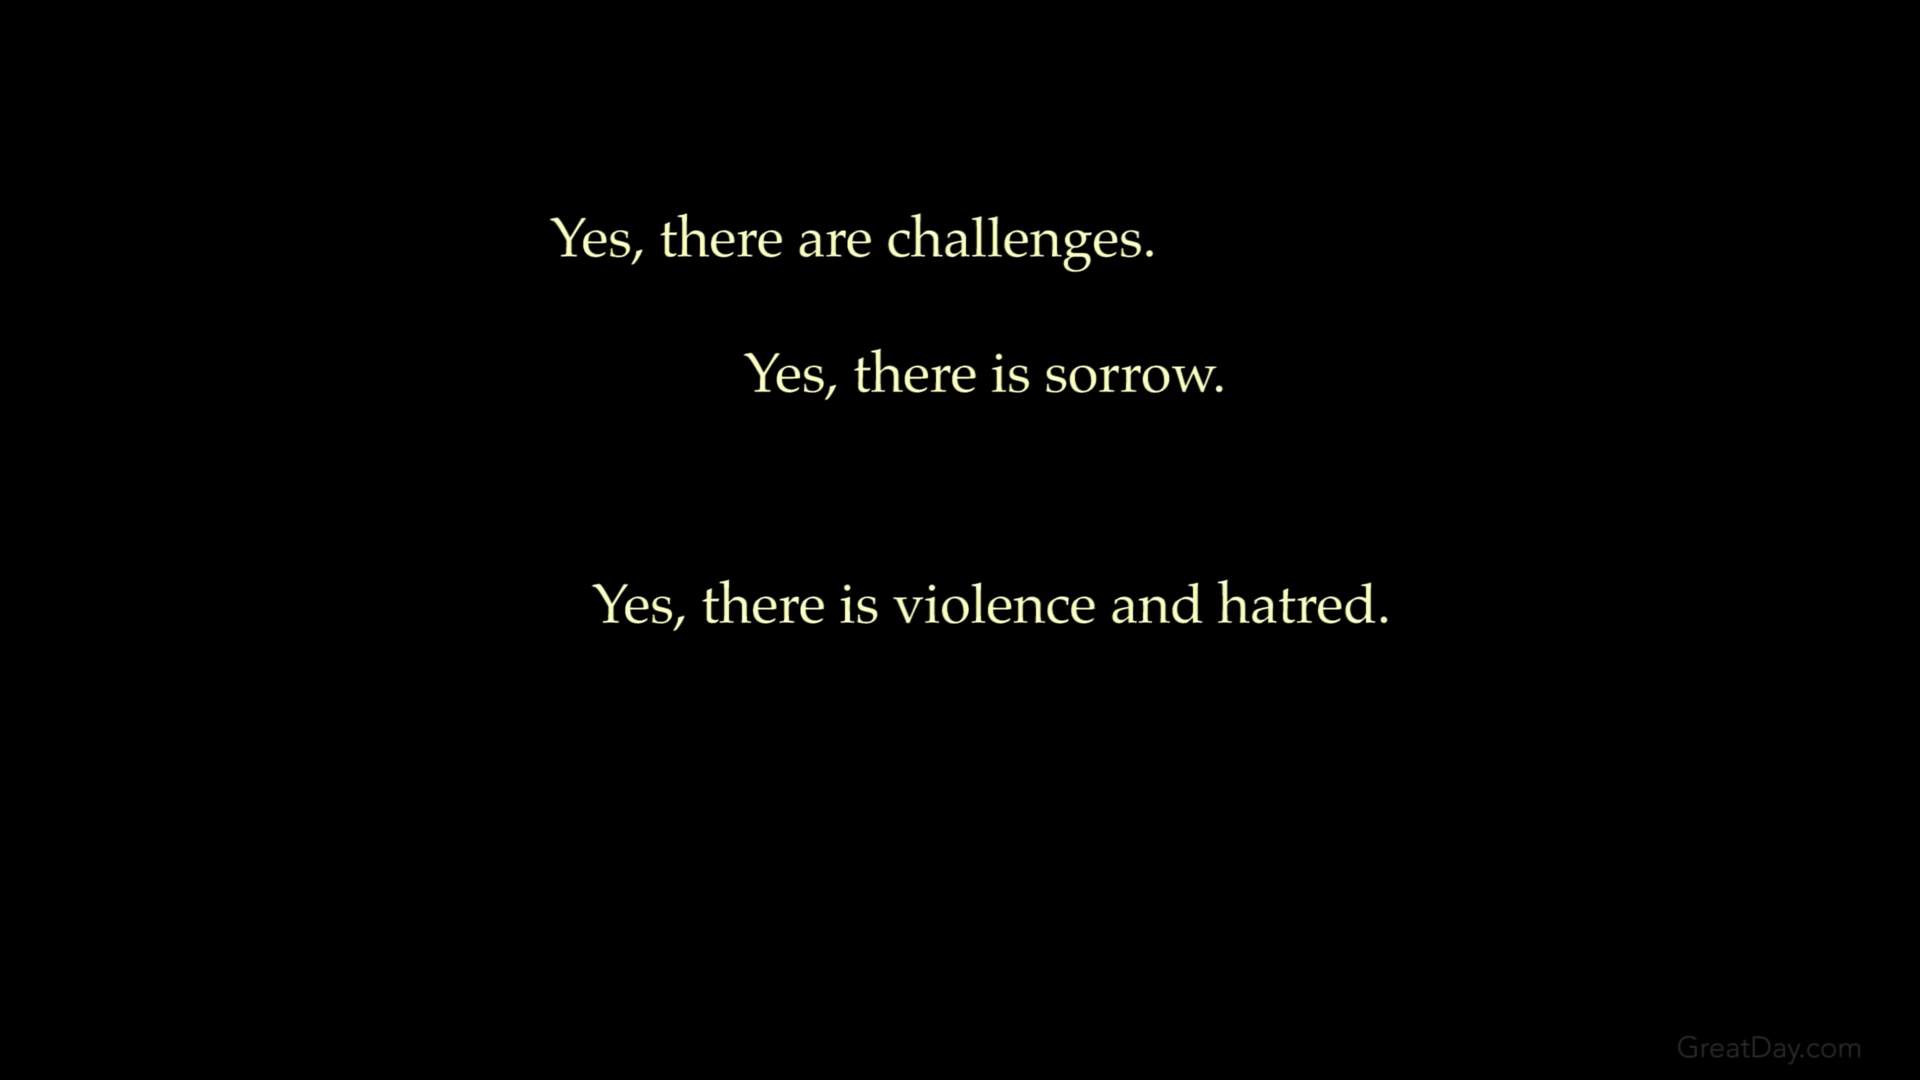 Yes, there are challenges.
Yes, there is sorrow.
Yes, there is violence and hatred.
GreatDay.com